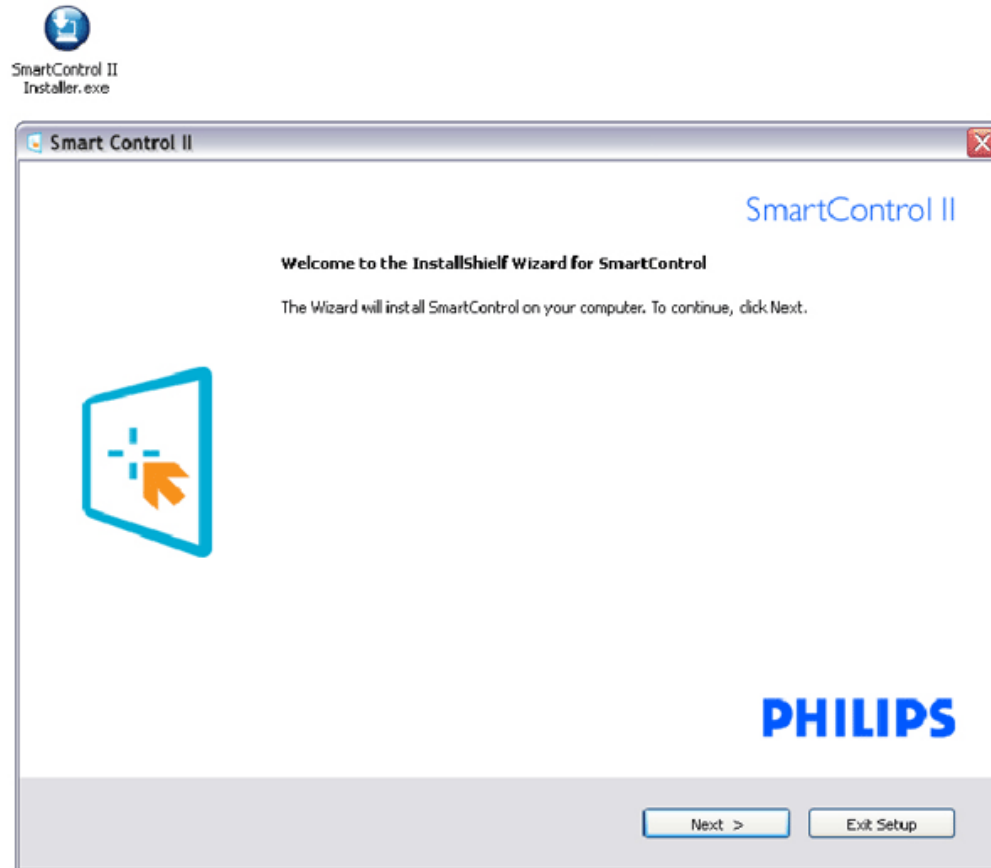 SmartControl II
Installer.exe
Smart Control II
SmartControl II
Welcome to the InstallShielf Wizard for SmartControl
The Wizard will install SmartControl on your computer. To continue, click Next.
PHILIPS
Next >
Exit Setup